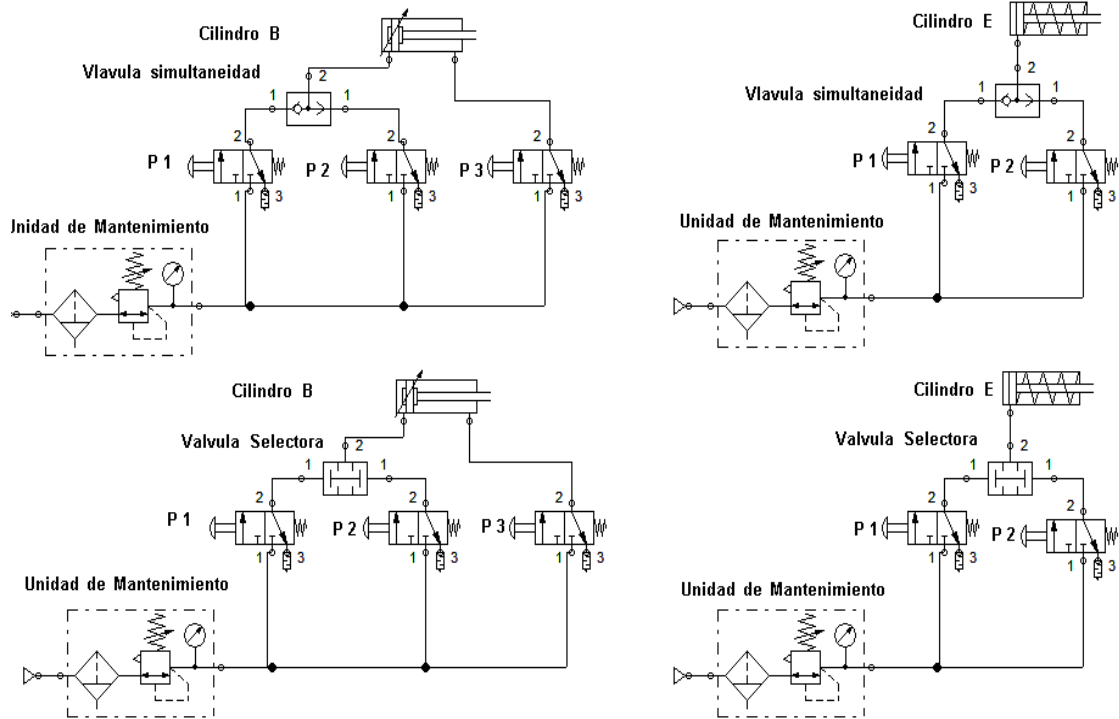 Cilindro B
Vlavula simultaneidad
2
1 1
2 2 2
P 1 P 2 P 3
1 3 1 3 1 3
Jnidad de Mantenimiento
Cilindro E
Vlavula simultaneidad
2
1 1
2 2
P 1 P 2
1 3 1 3
Unidad de Mantenimiento
Cilindro B
Valvula Selectora
2
1 1
2 2 2
P 1 P 2 P 3
1 3 1 3 1 3
Unidad de Mantenimiento
Cilindro E
Valvula Selectora
2
1 1
2 2
P 1 P 2
1 3 1 3
Unidad de Mantenimiento